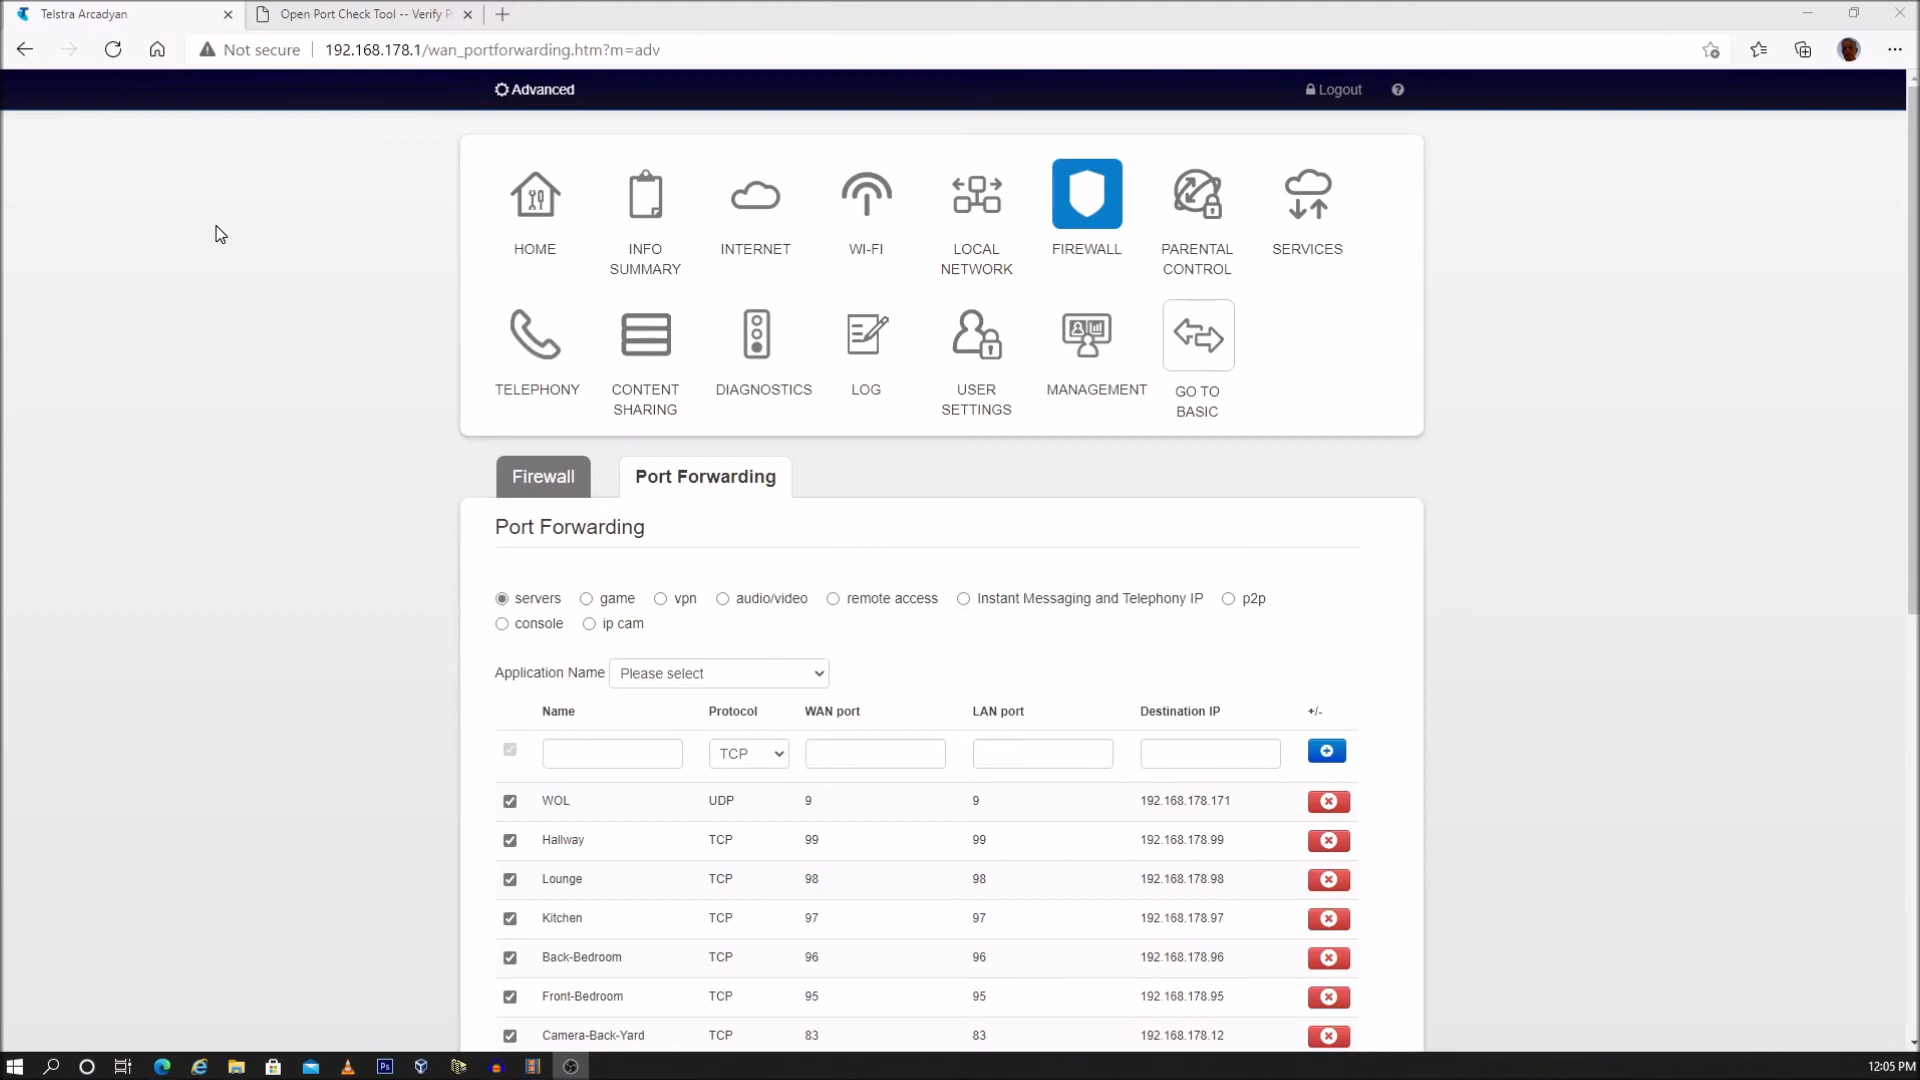 Telstra Arcadyan
Open Port Check Tool -- Verify P
Not secure
192.168.178.1/wan_portforwarding.htm?m=adv
Advanced
Logout
HOME
INFO
SUMMARY
INTERNET
WI-FI
LOCAL
NETWORK
FIREWALL
PARENTAL
CONTROL
SERVICES
TELEPHONY
CONTENT
SHARING
DIAGNOSTICS
LOG
USER
SETTINGS
MANAGEMENT
GO TO
BASIC
Firewall
Port Forwarding
Port Forwarding
servers game vpn audio/video remote access Instant Messaging and Telephony IP p2p
console ip cam
Application Name Please select
Name Protocol WAN port LAN port Destination IP +/-
TCP
WOL UDP 9 9 192.168.178.171
Hallway TCP 99 99 192.168.178.99
Lounge TCP 98 98 192.168.178.98
Kitchen TCP 97 97 192.168.178.97
Back-Bedroom TCP 96 96 192.168.178.96
Front-Bedroom TCP 95 95 192.168.178.95
Camera-Back-Yard TCP 83 83 192.168.178.12
Ps
12:05 PM